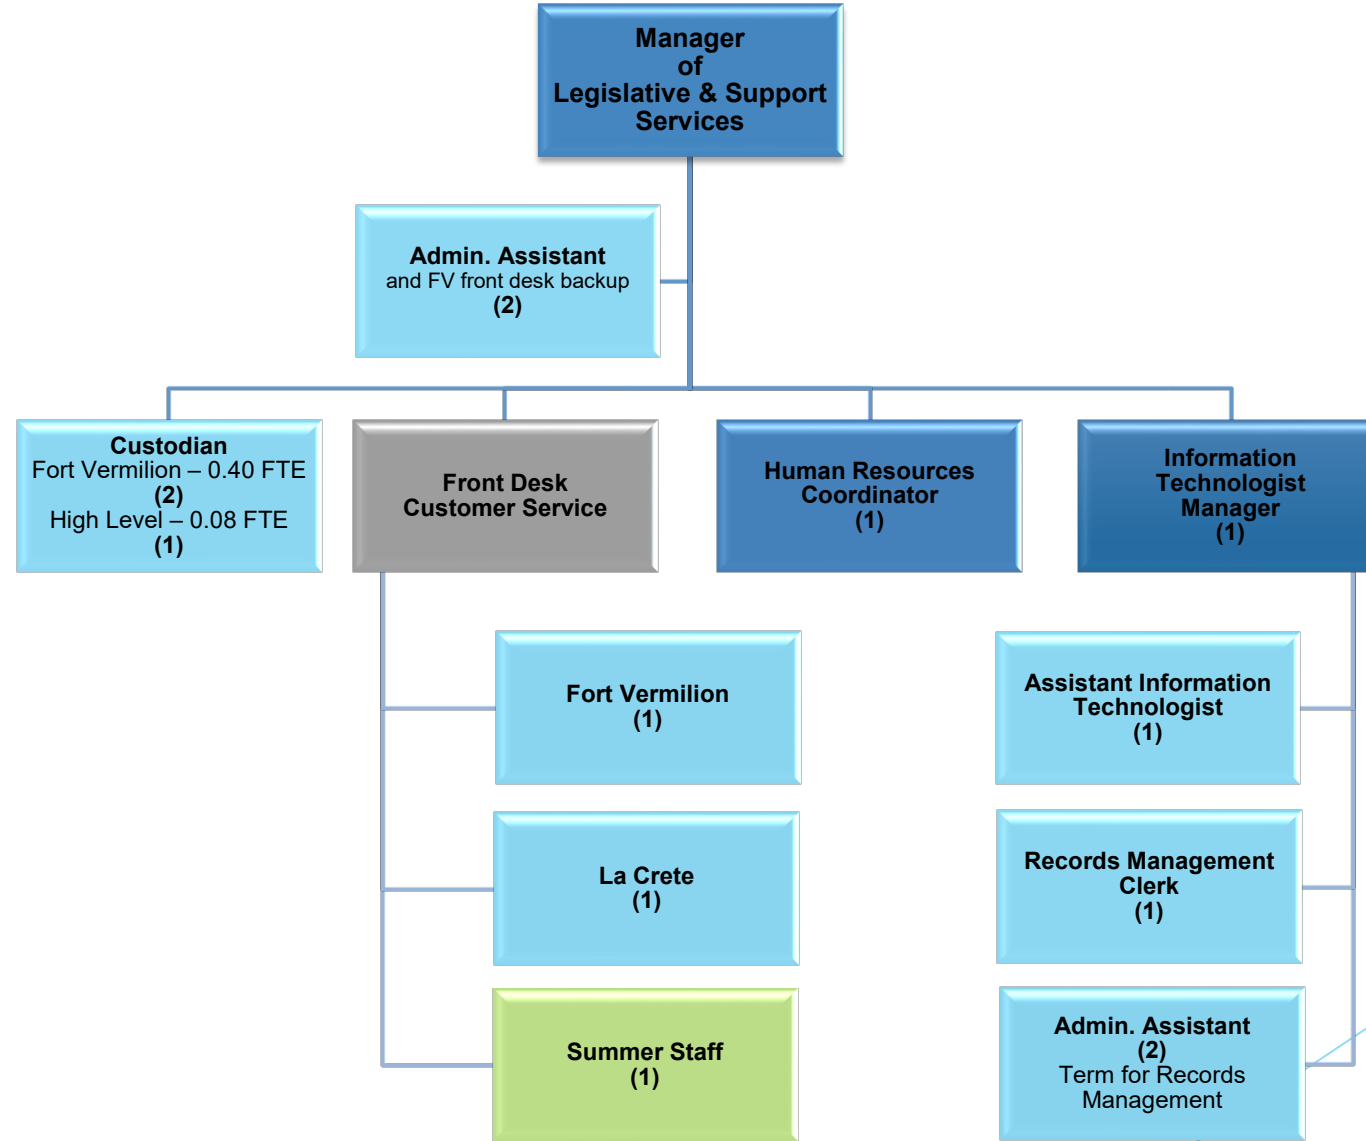 Manager
of
Legislative & Support
Services
Admin. Assistant
and FV front desk backup
(2)
Custodian
Fort Vermilion – 0.40 FTE
(2)
High Level – 0.08 FTE
(1)
Front Desk
Customer Service
Human Resources
Coordinator
(1)
Information
Technologist
Manager
(1)
Fort Vermilion
(1)
Assistant Information
Technologist
(1)
La Crete
(1)
Records Management
Clerk
(1)
Summer Staff
(1)
Admin. Assistant
(2)
Term for Records
Management